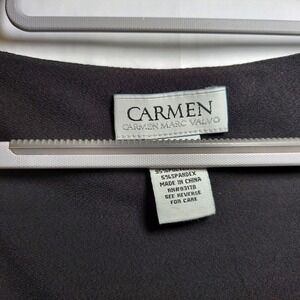 CARMEN
CARMEN MARC VALVO
5%SPANDEX
MADE IN CHINA
SEE REVERSE
FOR CARE